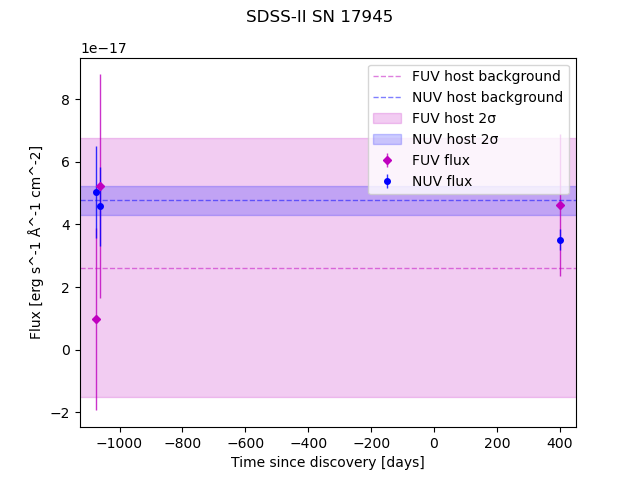 SDSS-II SN 17945
1e−17
FUV host background
NUV host background
FUV host 2σ
NUV host 2σ
FUV flux
NUV flux
8
6
4
2
0
−2
Flux [erg s^-1 Å^-1 cm^-2]
−1000
−800
−600
−400
−200
0
200
400
Time since discovery [days]